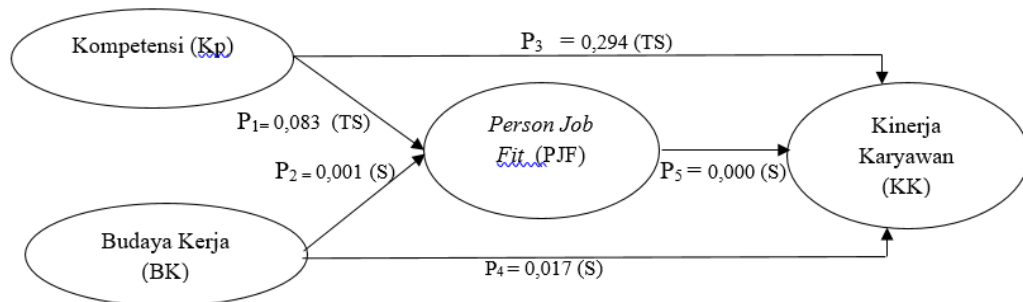 Kompetensi (Kp)
P₃ = 0,294 (TS)
P₁= 0,083 (TS)
Person Job
Fit (PJF)
Kinerja
Karyawan
(KK)
P₂ = 0,001 (S)
P₅ = 0,000 (S)
Budaya Kerja
(BK)
P₄ = 0,017 (S)